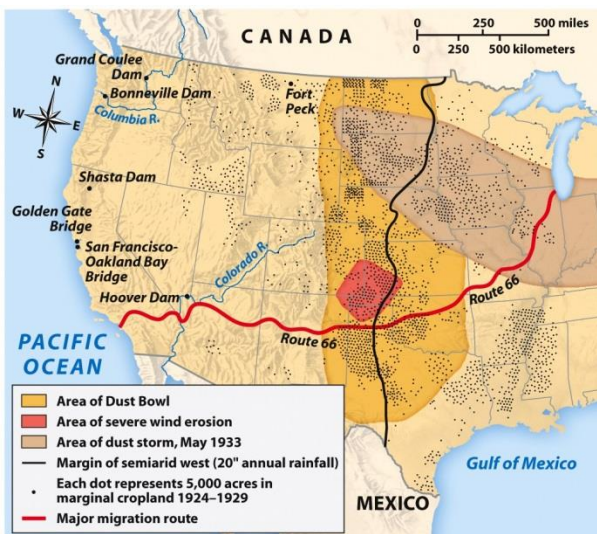 CANADA
0 250 500 miles
0 250 500 kilometers
Grand Coulee
Dam
Bonneville Dam
Columbia R.
Fort
Peck
N
W E
S
Shasta Dam
Golden Gate
Bridge
San Francisco-
Oakland Bay
Bridge
Colorado R.
Hoover Dam
Route 66
Route 66
PACIFIC
OCEAN
Area of Dust Bowl
Area of severe wind erosion
Area of dust storm, May 1933
Margin of semiarid west (20" annual rainfall)
Each dot represents 5,000 acres in
marginal cropland 1924–1929
Major migration route
Gulf of Mexico
MEXICO